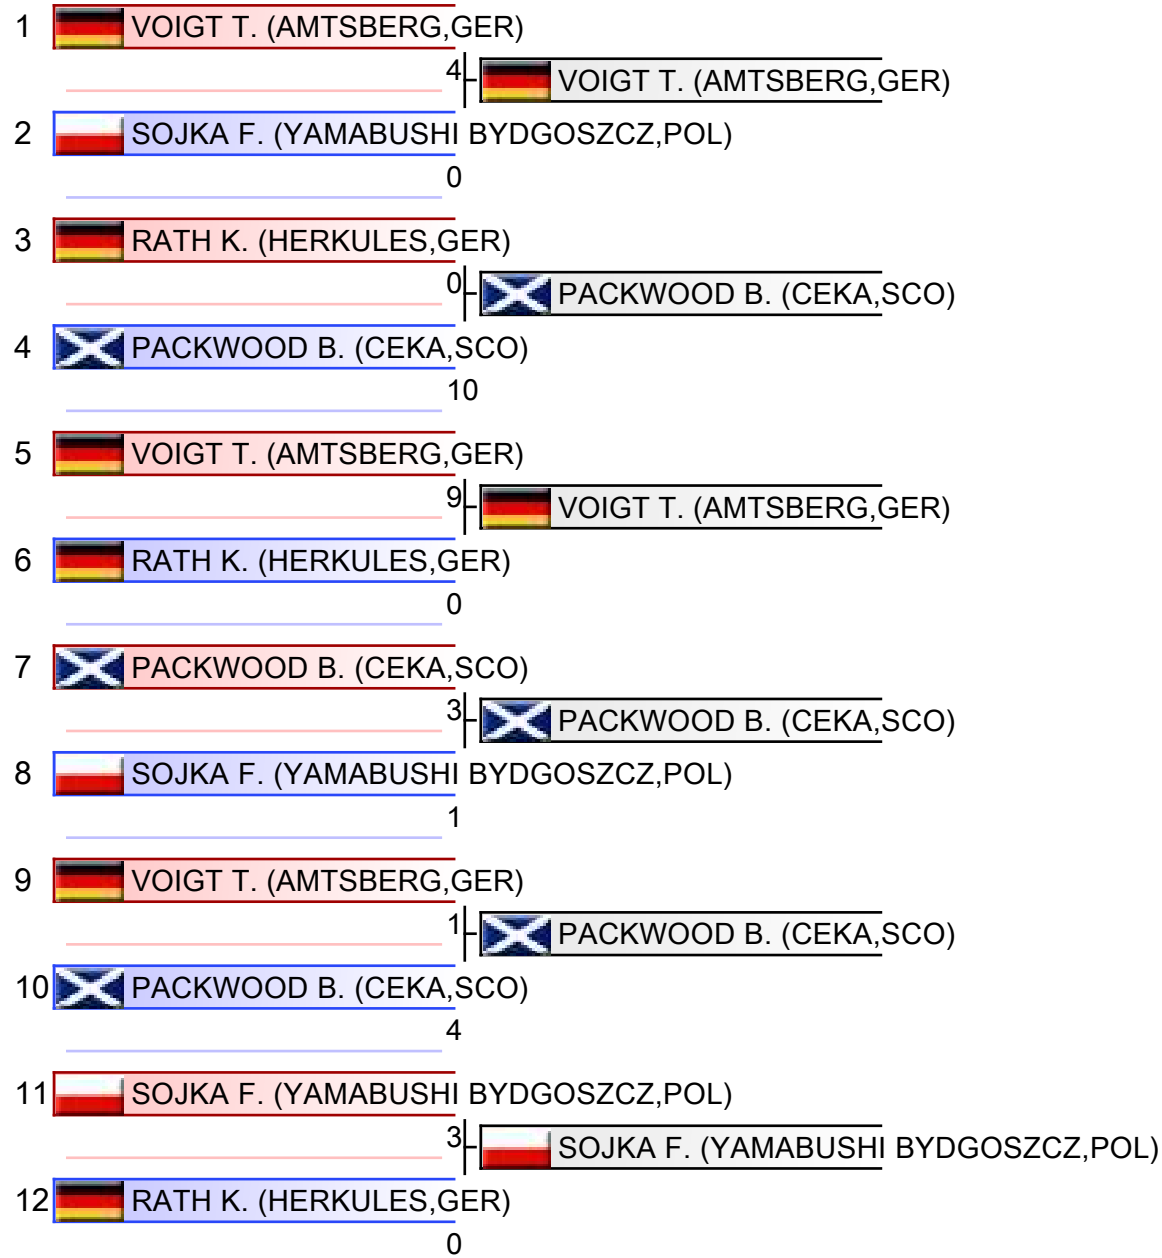 1 VOIGT T. (AMTSBERG,GER)
4 VOIGT T. (AMTSBERG,GER)
2 SOJKA F. (YAMABUSHI BYDGOSZCZ,POL)
0
3 RATH K. (HERKULES,GER)
0 PACKWOOD B. (CEKA,SCO)
4 PACKWOOD B. (CEKA,SCO)
10
5 VOIGT T. (AMTSBERG,GER)
9 VOIGT T. (AMTSBERG,GER)
6 RATH K. (HERKULES,GER)
0
7 PACKWOOD B. (CEKA,SCO)
3 PACKWOOD B. (CEKA,SCO)
8 SOJKA F. (YAMABUSHI BYDGOSZCZ,POL)
1
9 VOIGT T. (AMTSBERG,GER)
1 PACKWOOD B. (CEKA,SCO)
10 PACKWOOD B. (CEKA,SCO)
4
11 SOJKA F. (YAMABUSHI BYDGOSZCZ,POL)
3 SOJKA F. (YAMABUSHI BYDGOSZCZ,POL)
12 RATH K. (HERKULES,GER)
0